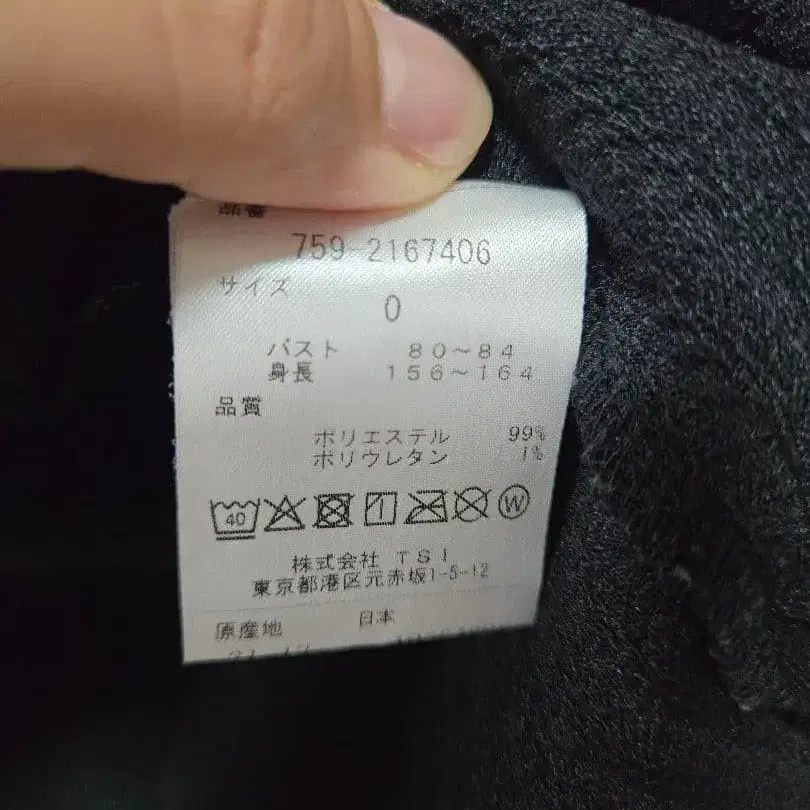 品番
759-2167406
サイズ
0
バスト 80～84
身長 156～164
品質
ポリエステル 99%
ポリウレタン 1%
40 W
株式会社 TSI
東京都港区元赤坂1-5-12
原産地 日本